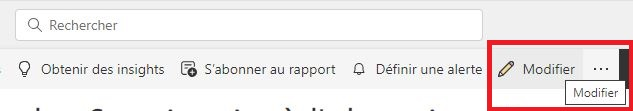 Rechercher
Obtenir des insights S'abonner au rapport Définir une alerte Modifier ...
Modifier